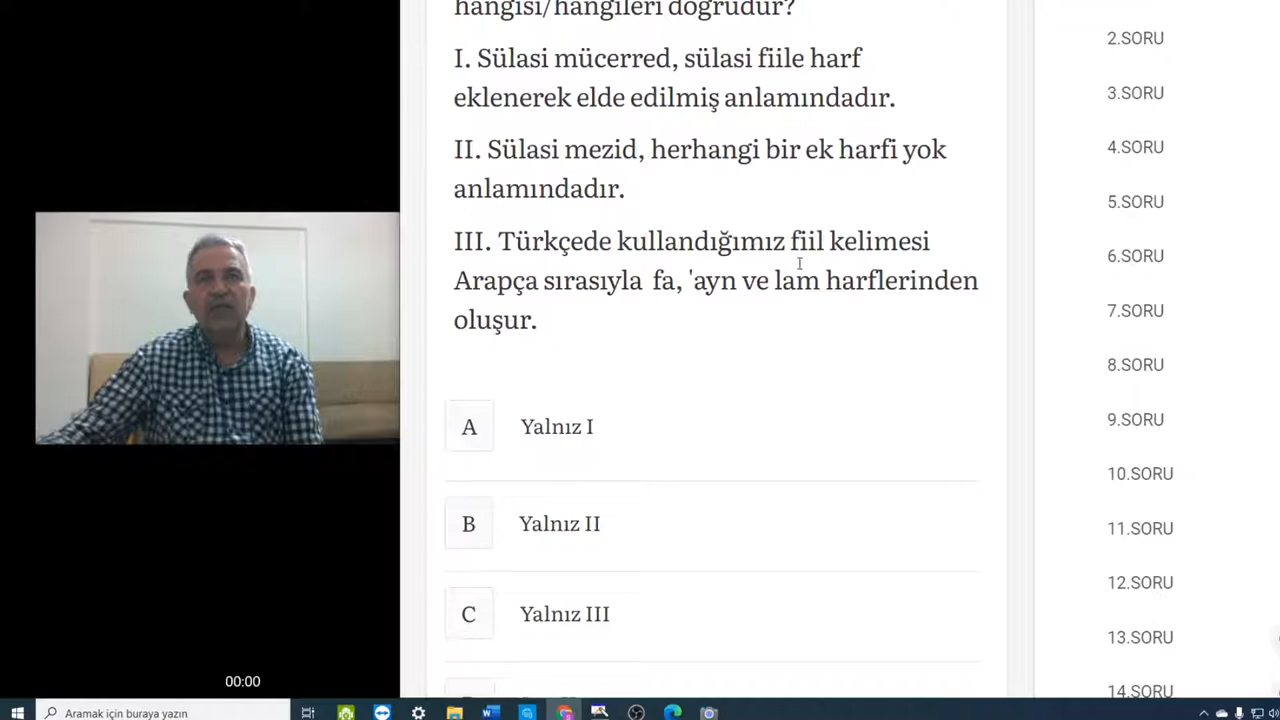 hangisi/hangileri doğrudur?
I. Sülasi mücerred, sülasi fiile harf
eklenerek elde edilmiş anlamındadır.
II. Sülasi mezid, herhangi bir ek harfi yok
anlamındadır.
III. Türkçede kullandığımız fiil kelimesi
Arapça sırasıyla fa, 'ayn ve lam harflerinden
oluşur.
A Yalnız I
B Yalnız II
C Yalnız III
2.SORU
3.SORU
4.SORU
5.SORU
6.SORU
7.SORU
8.SORU
9.SORU
10.SORU
11.SORU
12.SORU
13.SORU
14.SORU
00:00
Aramak için buraya yazın